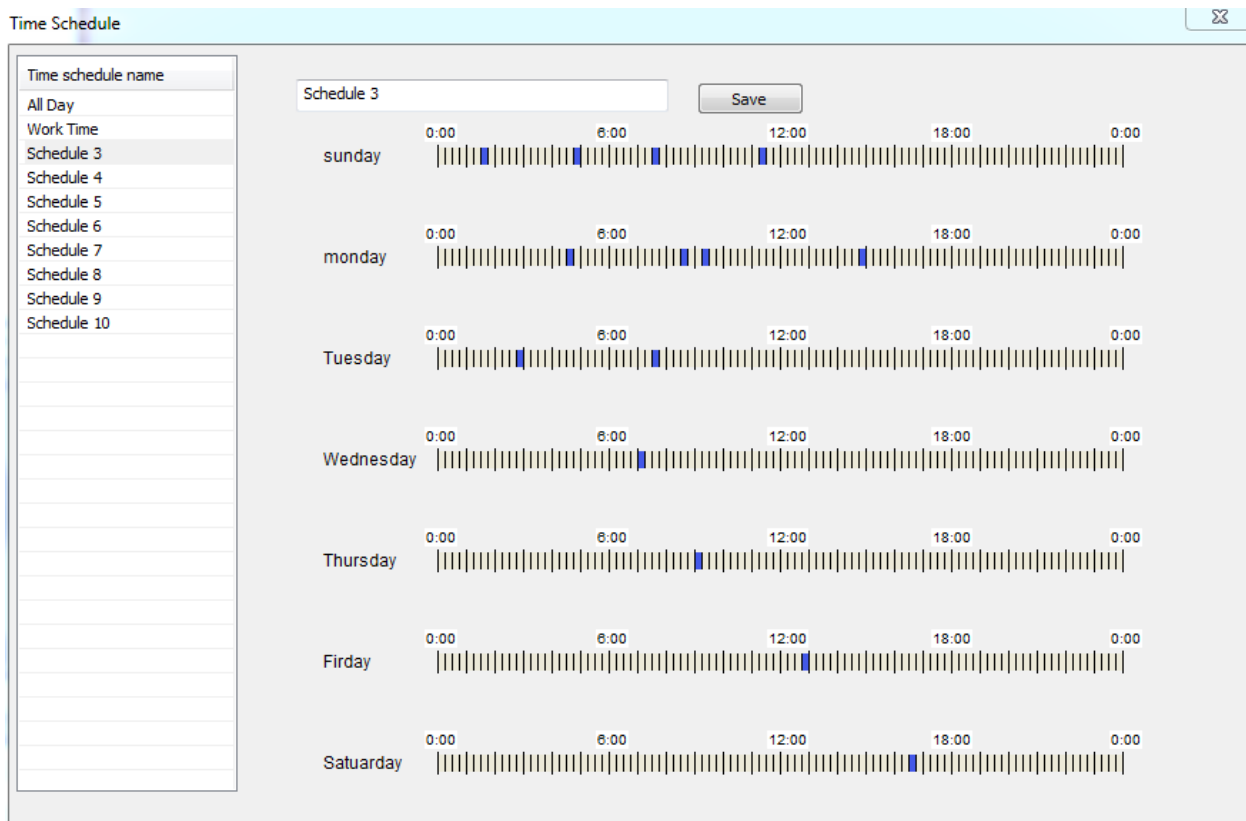 Time Schedule
Time schedule name
All Day
Work Time
Schedule 3
Schedule 4
Schedule 5
Schedule 6
Schedule 7
Schedule 8
Schedule 9
Schedule 10
Schedule 3 Save
0:00 6:00 12:00 18:00 0:00
sunday
0:00 6:00 12:00 18:00 0:00
monday
0:00 6:00 12:00 18:00 0:00
Tuesday
0:00 6:00 12:00 18:00 0:00
Wednesday
0:00 6:00 12:00 18:00 0:00
Thursday
0:00 6:00 12:00 18:00 0:00
Firday
0:00 6:00 12:00 18:00 0:00
Satuarday